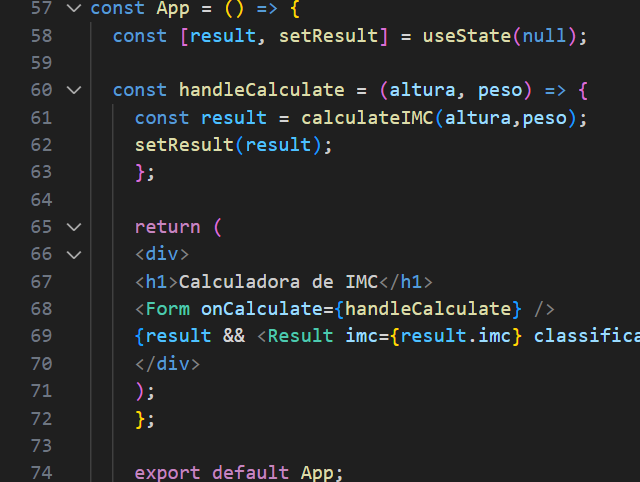 57 const App = () => {
58 const [result, setResult] = useState(null);
59
60 const handleCalculate = (altura, peso) => {
61 const result = calculateIMC(altura,peso);
62 setResult(result);
63 };
64
65 return (
66 <div>
67 <h1>Calculadora de IMC</h1>
68 <Form onCalculate={handleCalculate} />
69 {result && <Result imc={result.imc} classifica
70 </div>
71 );
72 };
73
74 export default App;